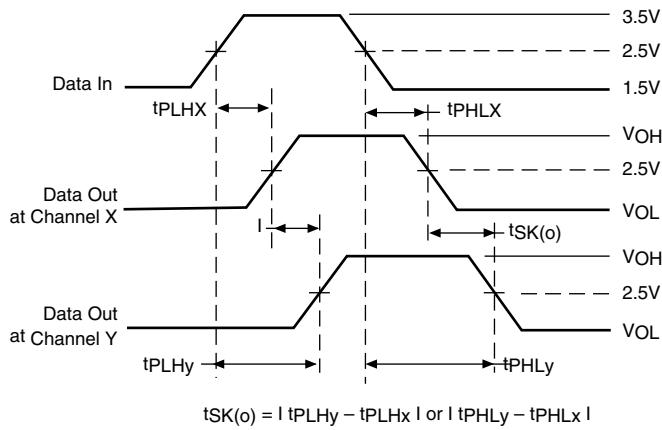 3.5V
Data In
2.5V
1.5V
tPLHX
tPHLX
VOH
Data Out
at Channel X
2.5V
VOL
I
tSK(o)
VOH
Data Out
at Channel Y
2.5V
VOL
tPLHy
tPHLy
tSK(o) = I tPLHy – tPLHx I or I tPHLy – tPHLx I